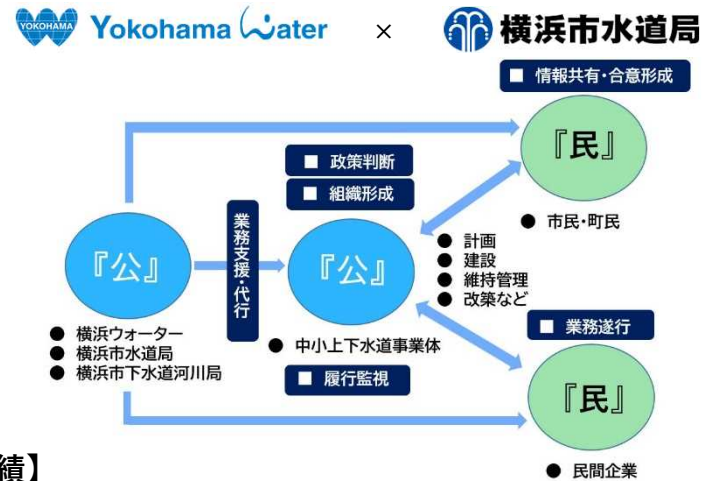 YOKOHAMA Yokohama Water × 横浜市水道局
■ 情報共有・合意形成
『民』
● 市民・町民
■ 政策判断
■ 組織形成
業務支援・代行
『公』
● 横浜ウォーター
● 横浜市水道局
● 横浜市下水道河川局
『公』
● 中小上下水道事業体
■ 履行監視
● 計画
● 建設
● 維持管理
● 改築など
■ 業務遂行
『民』
● 民間企業
績】